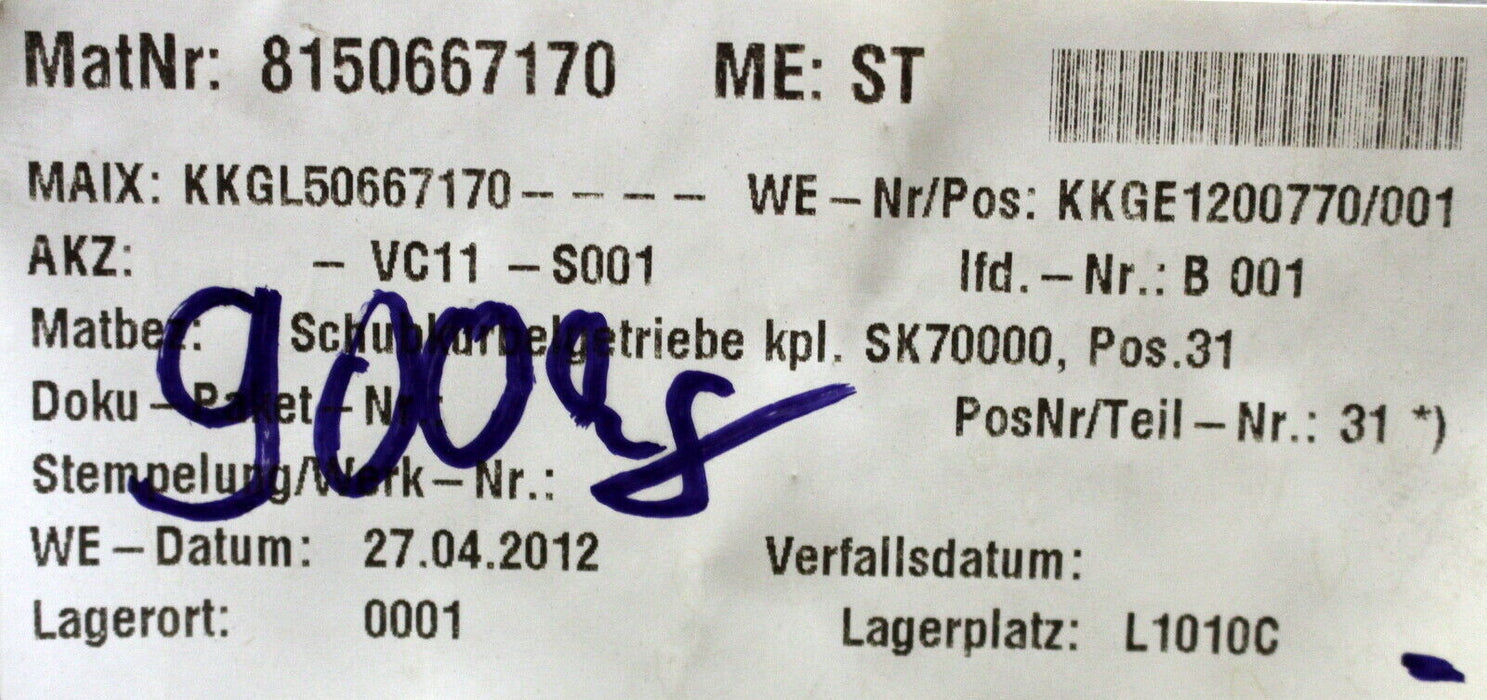 MatNr: 8150667170 ME: ST
MAIX: KKGL50667170- - - - - WE - Nr/Pos: KKGE1200770/001
AKZ: - VC11 - S001 lfd. - Nr.: B 001
Matbez: Schubkurbelgetriebe kpl. SK70000, Pos.31
Doku - Paket - Nr.: PosNr/Teil - Nr.: 31 *)
Stempelung/Werk - Nr.:
WE - Datum: 27.04.2012 Verfallsdatum:
Lagerort: 0001 Lagerplatz: L1010C